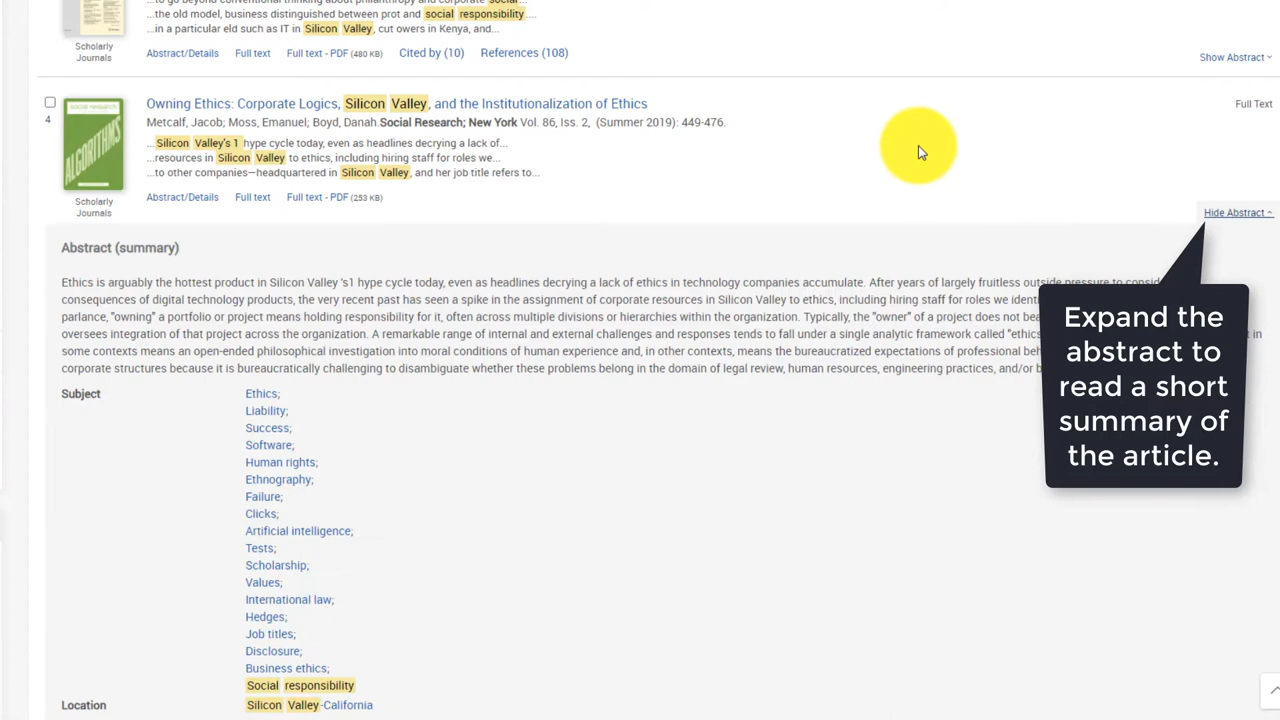 ...to go beyond conventional thinking about philanthropy and corporate social...
...the old model, business distinguished between prot and social responsibility....
...in a particular eld such as IT in Silicon Valley, cut owers in Kenya, and...
Scholarly
Journals
Abstract/Details Full text Full text - PDF (480 KB) Cited by (10) References (108)
Show Abstract
4
social research
ALGORITHMS
Owning Ethics: Corporate Logics, Silicon Valley, and the Institutionalization of Ethics
Full Text
Metcalf, Jacob; Moss, Emanuel; Boyd, Danah.Social Research; New York Vol. 86, Iss. 2, (Summer 2019): 449-476.
...Silicon Valley's 1 hype cycle today, even as headlines decrying a lack of...
...resources in Silicon Valley to ethics, including hiring staff for roles we...
...to other companies—headquartered in Silicon Valley, and her job title refers to...
Abstract/Details Full text Full text - PDF (253 KB)
Scholarly
Journals
Hide Abstract
Abstract (summary)
Ethics is arguably the hottest product in Silicon Valley 's1 hype cycle today, even as headlines decrying a lack of ethics in technology companies accumulate. After years of largely fruitless outside pressure to consi
consequences of digital technology products, the very recent past has seen a spike in the assignment of corporate resources in Silicon Valley to ethics, including hiring staff for roles we identi
parlance, "owning" a portfolio or project means holding responsibility for it, often across multiple divisions or hierarchies within the organization. Typically, the "owner" of a project does not bea
oversees integration of that project across the organization. A remarkable range of internal and external challenges and responses tends to fall under a single analytic framework called "ethics in
some contexts means an open-ended philosophical investigation into moral conditions of human experience and, in other contexts, means the bureaucratized expectations of professional beh
corporate structures because it is bureaucratically challenging to disambiguate whether these problems belong in the domain of legal review, human resources, engineering practices, and/or b
Expand the
abstract to
read a short
summary of
the article.
Subject
Ethics;
Liability;
Success;
Software;
Human rights;
Ethnography;
Failure;
Clicks;
Artificial intelligence;
Tests;
Scholarship;
Values;
International law;
Hedges;
Job titles;
Disclosure;
Business ethics;
Social responsibility
Location
Silicon Valley-California